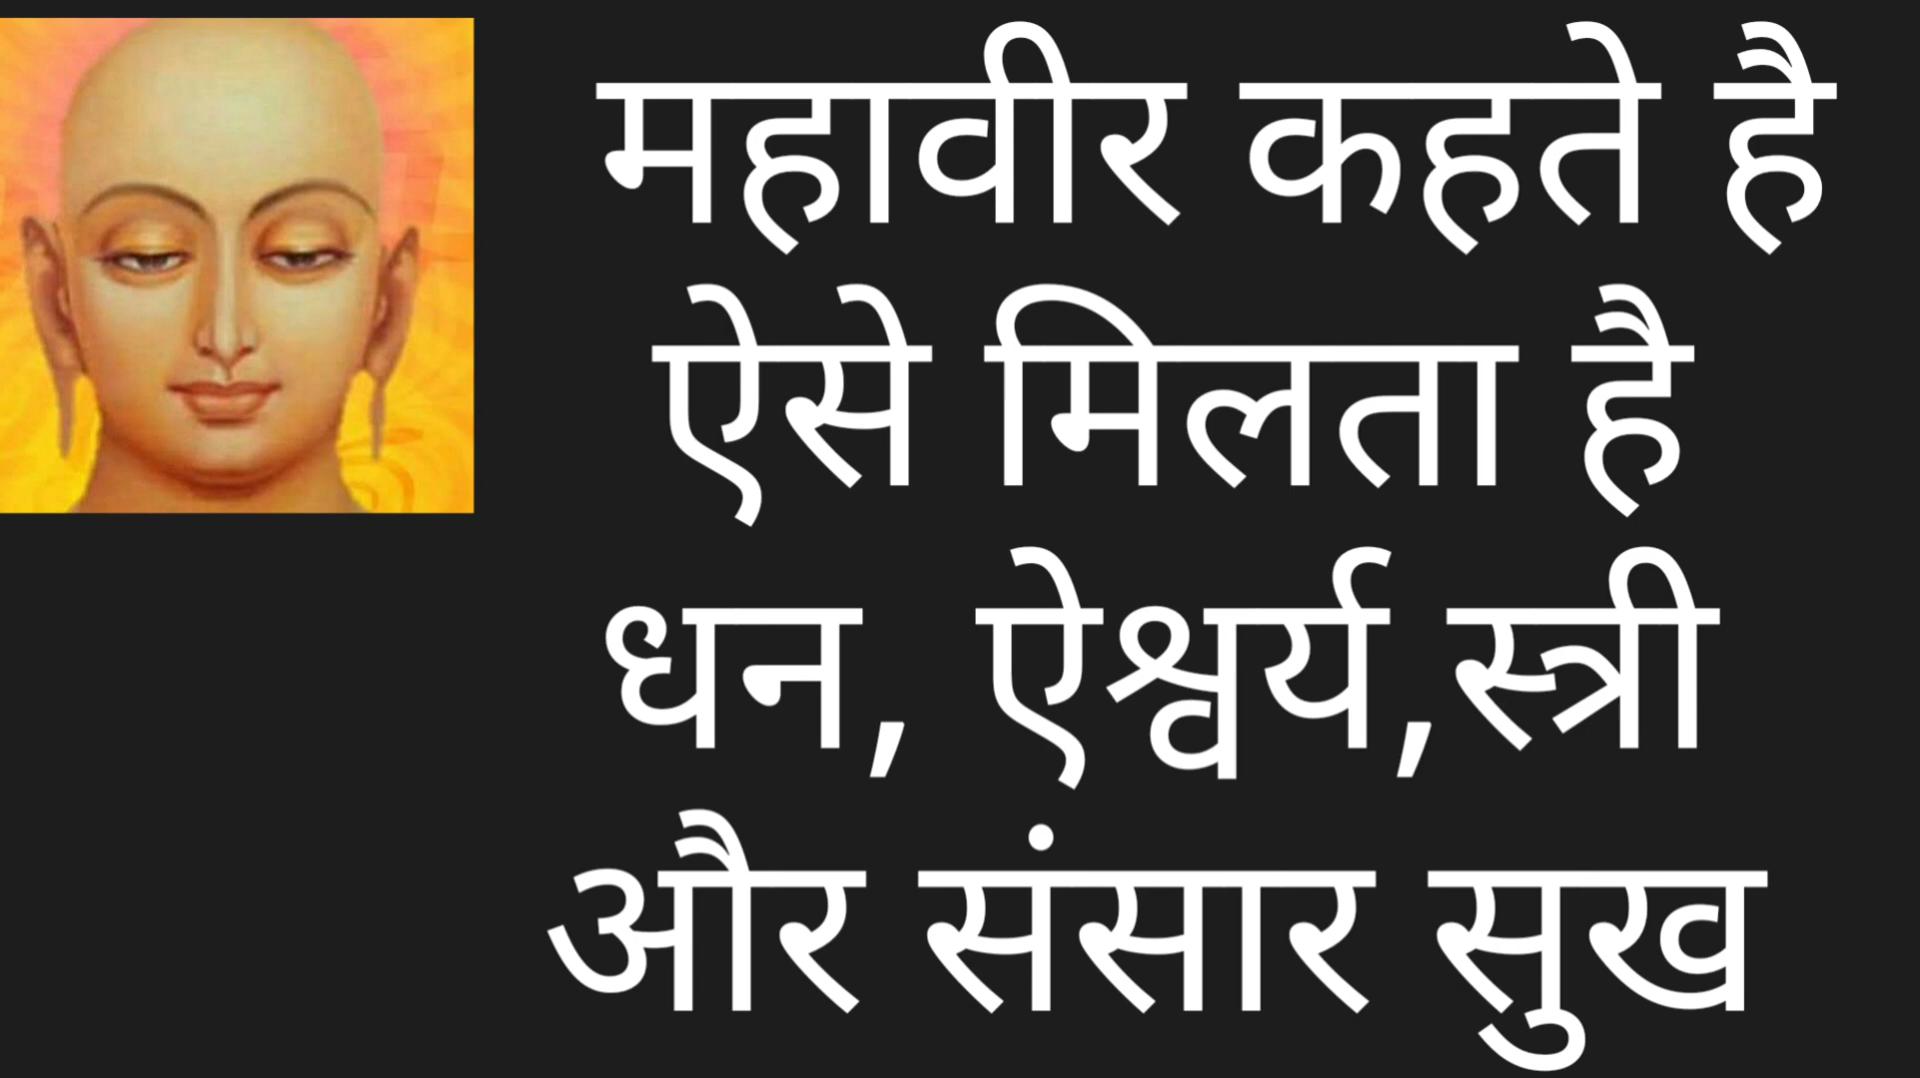 महावीर कहते है
ऐसे मिलता है
धन, ऐश्वर्य,स्त्री
और संसार सुख